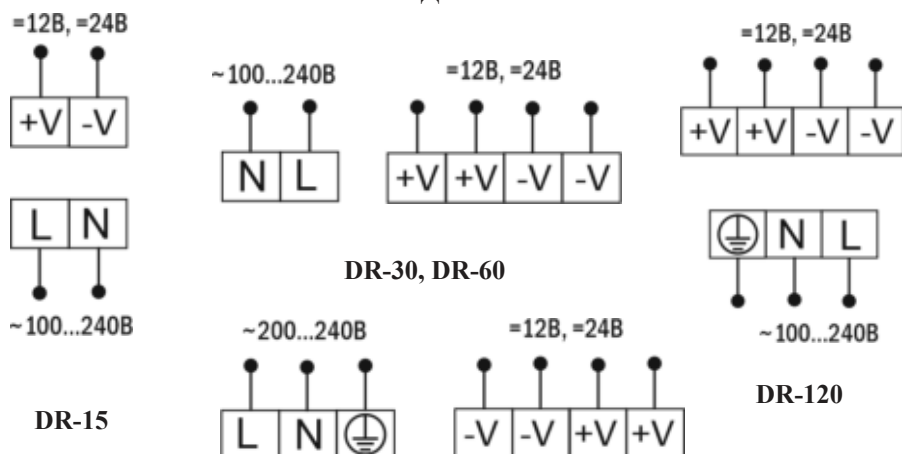 =12В, =24В
+V -V
L N
~100...240В
DR-15
~100...240В
N L
=12В, =24В
+V +V -V -V
DR-30, DR-60
=12В, =24В
+V +V -V -V
N L
~100...240В
DR-120
~200...240В
L N
=12В, =24В
-V -V +V +V